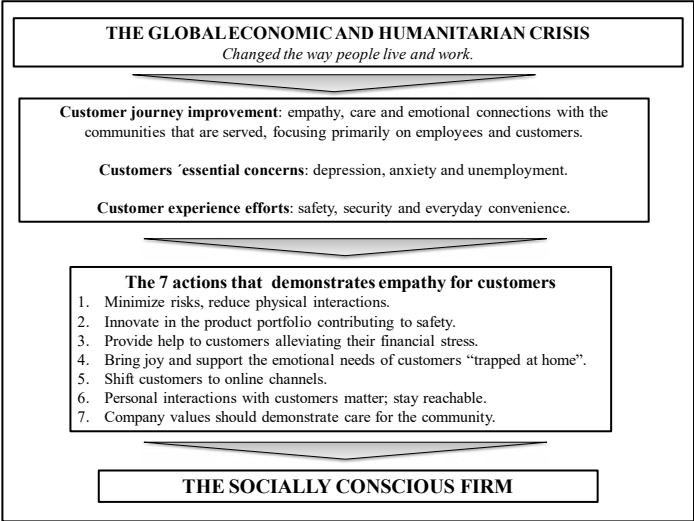 THE GLOBAL ECONOMIC AND HUMANITARIAN CRISIS
Changed the way people live and work.
Customer journey improvement: empathy, care and emotional connections with the
communities that are served, focusing primarily on employees and customers.
Customers ´essential concerns: depression, anxiety and unemployment.
Customer experience efforts: safety, security and everyday convenience.
The 7 actions that demonstrates empathy for customers
1. Minimize risks, reduce physical interactions.
2. Innovate in the product portfolio contributing to safety.
3. Provide help to customers alleviating their financial stress.
4. Bring joy and support the emotional needs of customers “trapped at home”.
5. Shift customers to online channels.
6. Personal interactions with customers matter; stay reachable.
7. Company values should demonstrate care for the community.
THE SOCIALLY CONSCIOUS FIRM